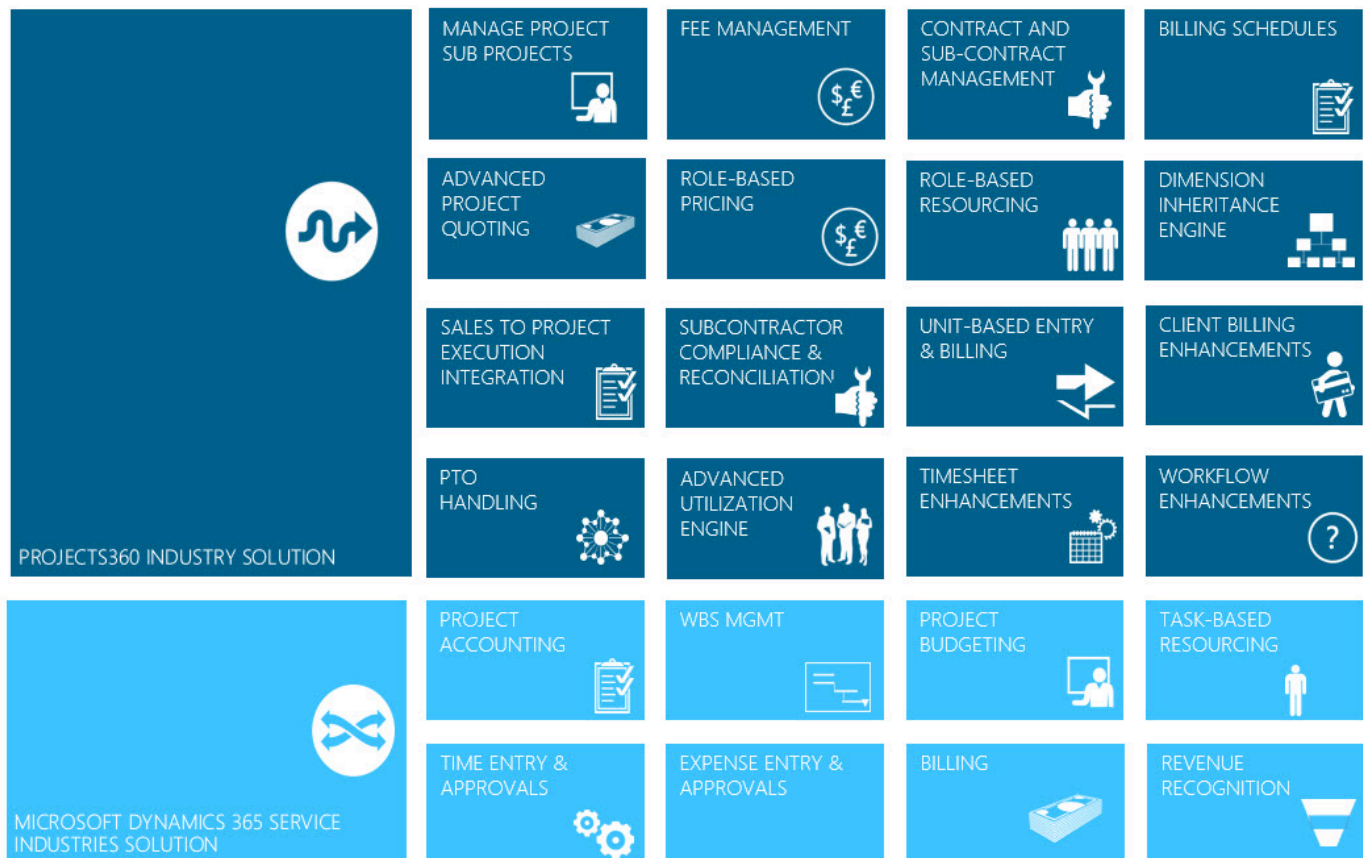 MANAGE PROJECT
SUB PROJECTS
FEE MANAGEMENT
CONTRACT AND
SUB-CONTRACT
MANAGEMENT
BILLING SCHEDULES
$€£
ADVANCED
PROJECT
QUOTING
ROLE-BASED
PRICING
$€£
ROLE-BASED
RESOURCING
DIMENSION
INHERITANCE
ENGINE
SALES TO PROJECT
EXECUTION
INTEGRATION
SUBCONTRACTOR
COMPLIANCE &
RECONCILIATION
UNIT-BASED ENTRY
& BILLING
CLIENT BILLING
ENHANCEMENTS
PTO
HANDLING
ADVANCED
UTILIZATION
ENGINE
TIMESHEET
ENHANCEMENTS
WORKFLOW
ENHANCEMENTS
?
PROJECTS360 INDUSTRY SOLUTION
PROJECT
ACCOUNTING
WBS MGMT
PROJECT
BUDGETING
TASK-BASED
RESOURCING
TIME ENTRY &
APPROVALS
EXPENSE ENTRY &
APPROVALS
BILLING
REVENUE
RECOGNITION
MICROSOFT DYNAMICS 365 SERVICE
INDUSTRIES SOLUTION